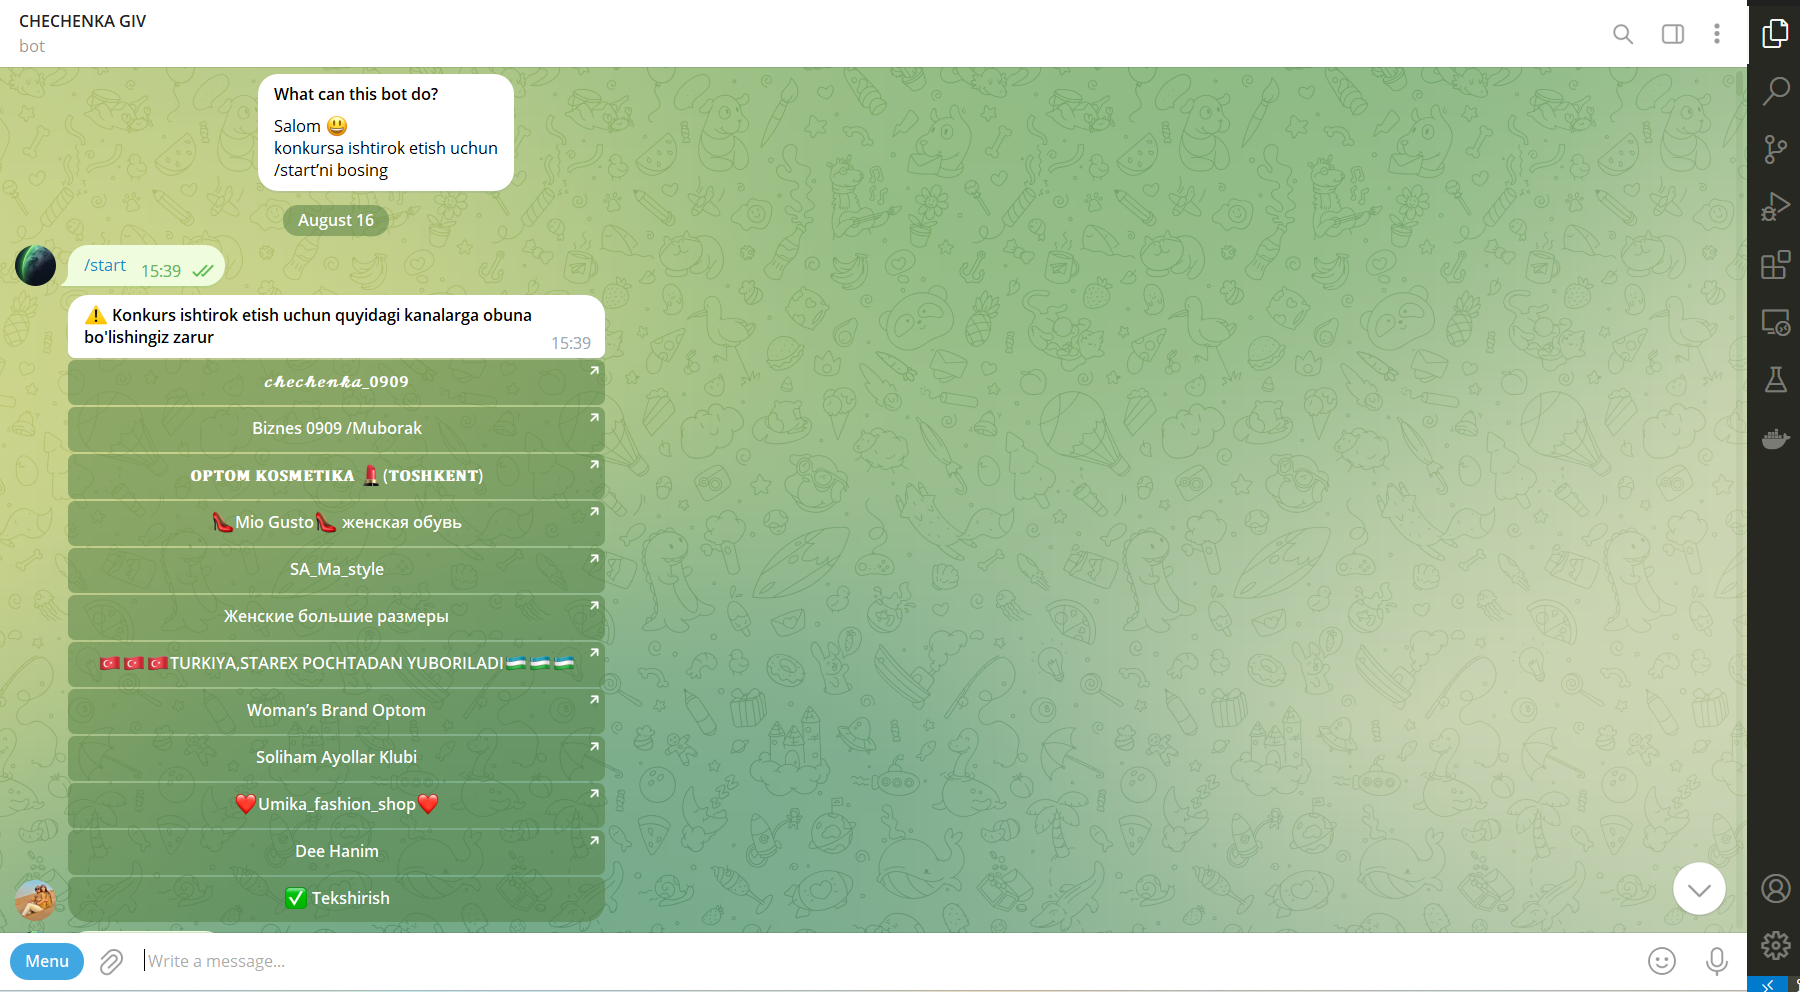 CHECHENKA GIV
bot
What can this bot do?
Salom 😃
konkursa ishtirok etish uchun
/start’ni bosing
August 16
/start 15:39
⚠️ Konkurs ishtirok etish uchun quyidagi kanalarga obuna
bo'lishingiz zarur
15:39
𝓬𝓱𝓮𝓬𝓱𝓮𝓷𝓴𝓪_0909
Biznes 0909 /Muborak
𝐎𝐏𝐓𝐎𝐌 𝐊𝐎𝐒𝐌𝐄𝐓𝐈𝐊𝐀 💄(𝐓𝐎𝐒𝐇𝐊𝐄𝐍𝐓)
👠Mio Gusto👠 женская обувь
SA_Ma_style
Женские большие размеры
🇹🇷🇹🇷🇹🇷TURKIYA,STAREX POCHTADAN YUBORILADI🇺🇿🇺🇿🇺🇿
Woman’s Brand Optom
Soliham Ayollar Klubi
❤️Umika_fashion_shop❤️
Dee Hanim
✅ Tekshirish
Menu
Write a message...